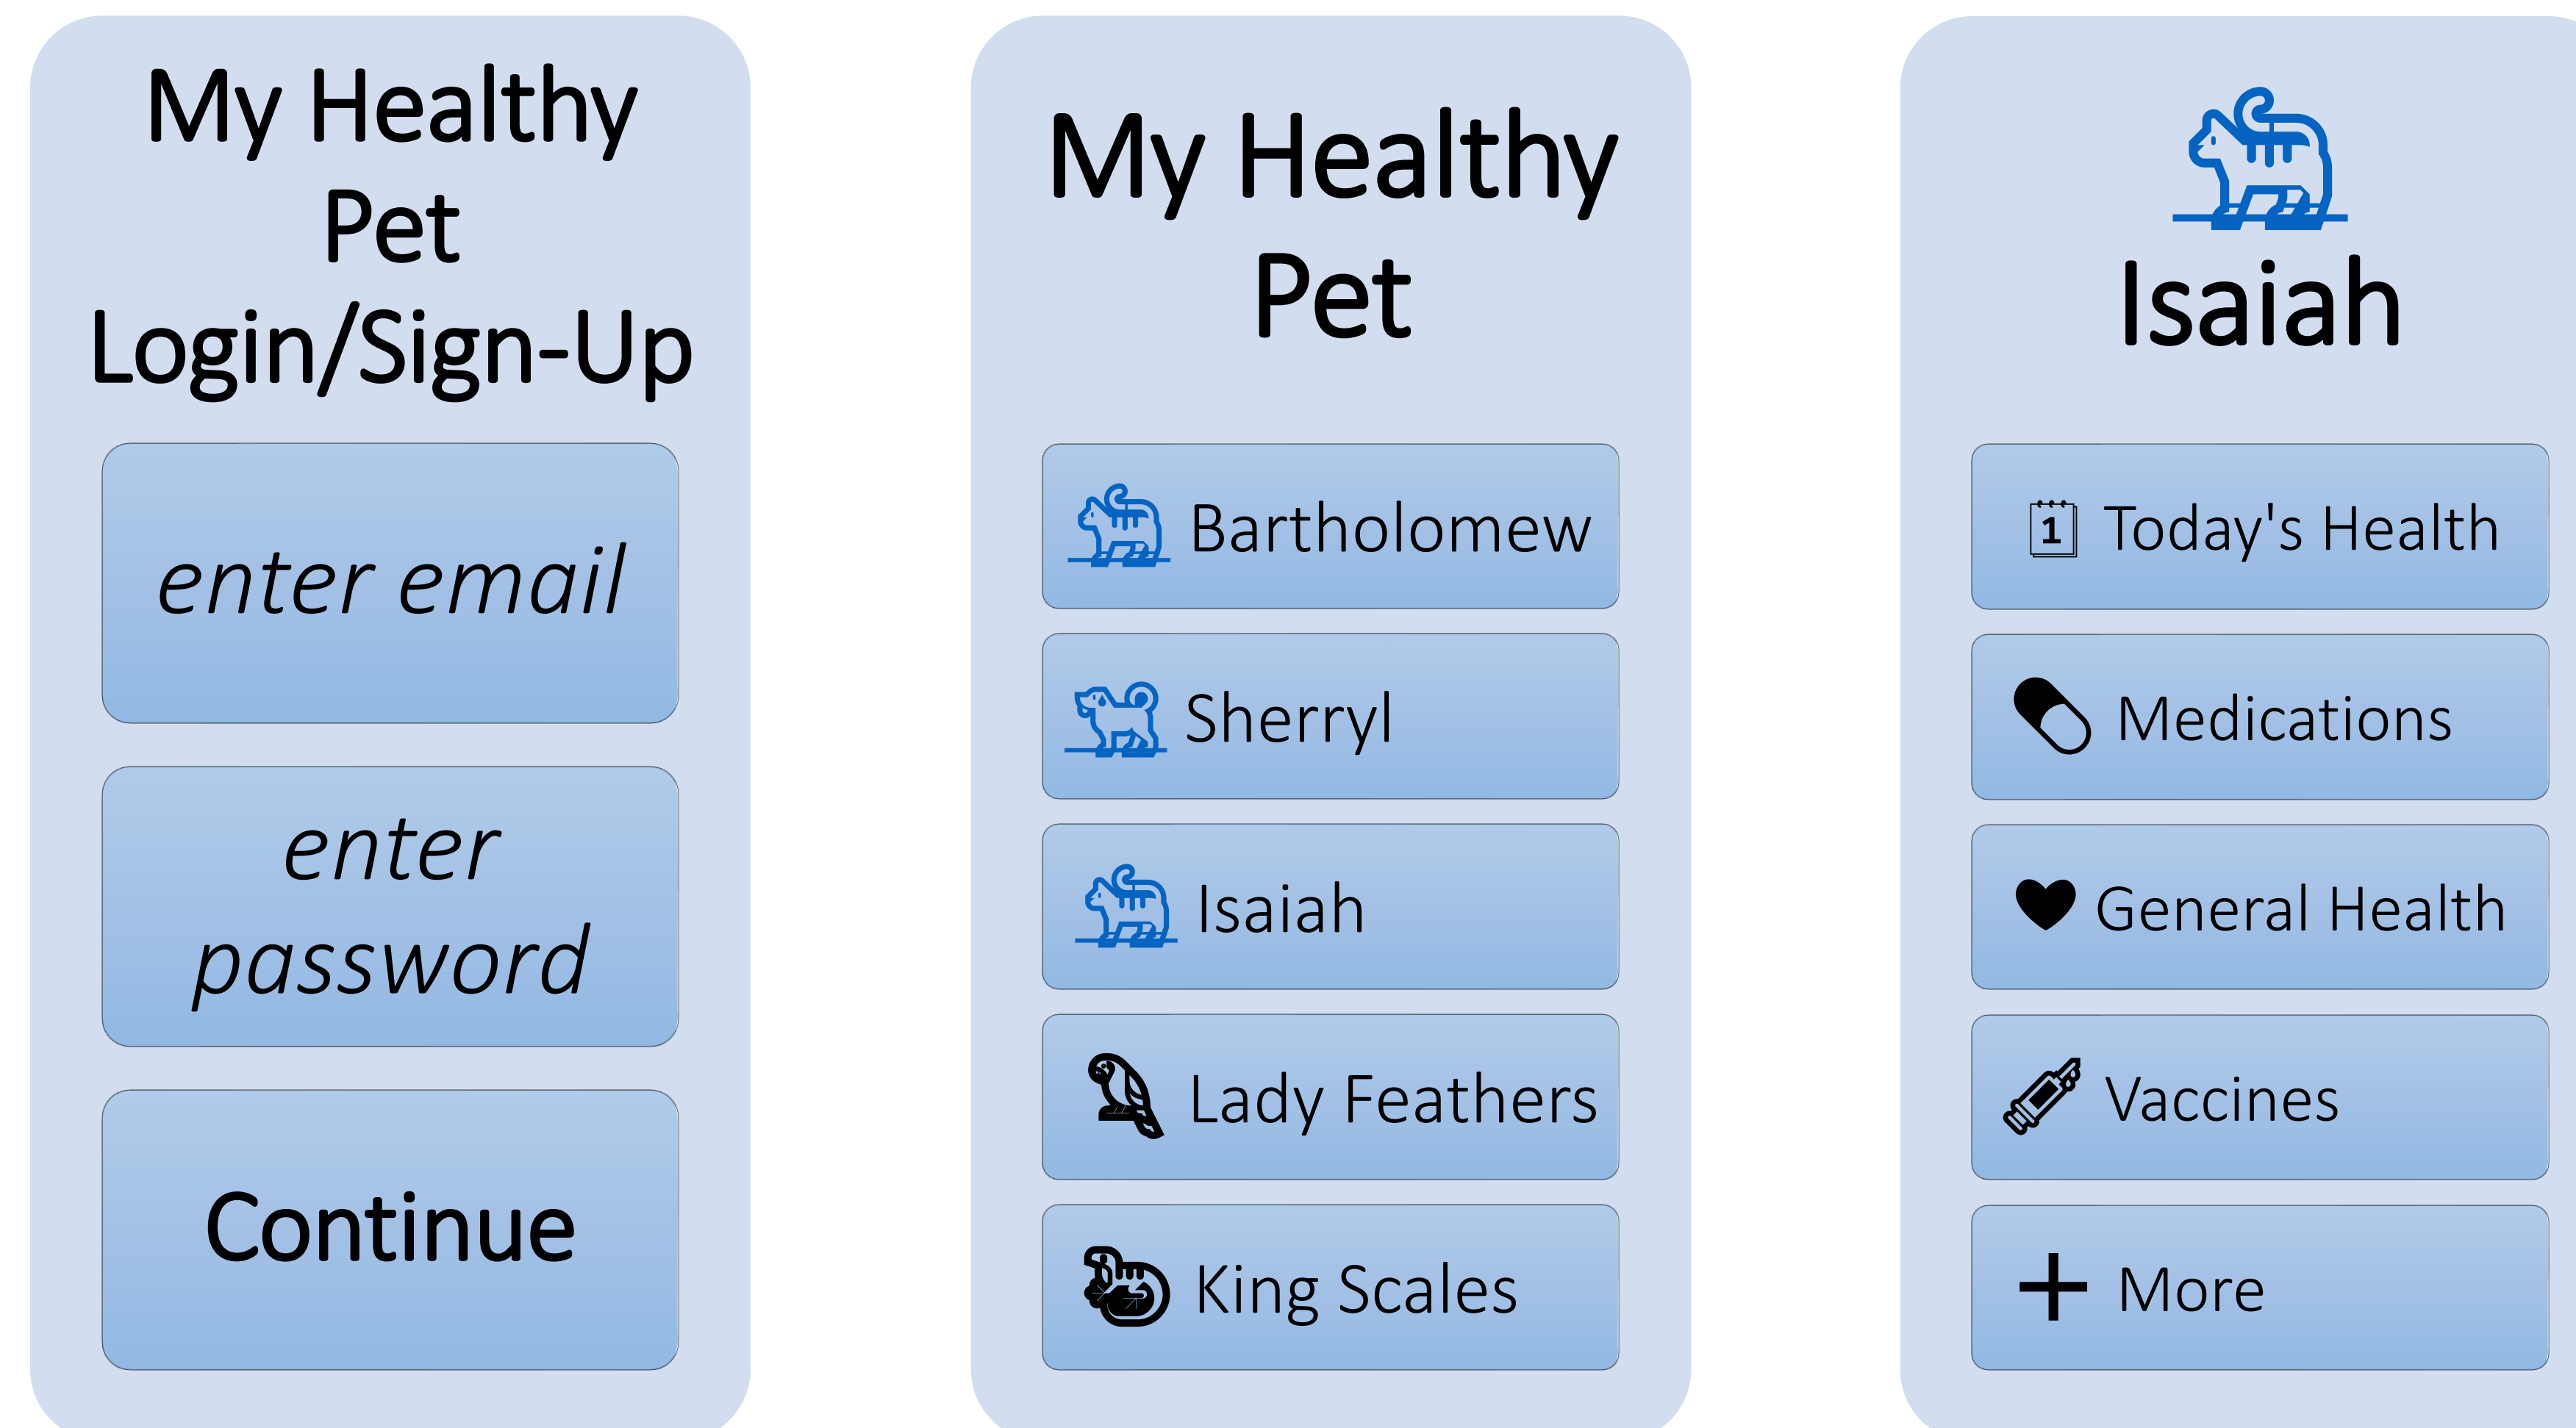 My Healthy
Pet
Login/Sign-Up
enter email
enter
password
Continue
My Healthy
Pet
Bartholomew
Sherryl
Isaiah
Lady Feathers
King Scales
Isaiah
1 Today's Health
Medications
General Health
Vaccines
More